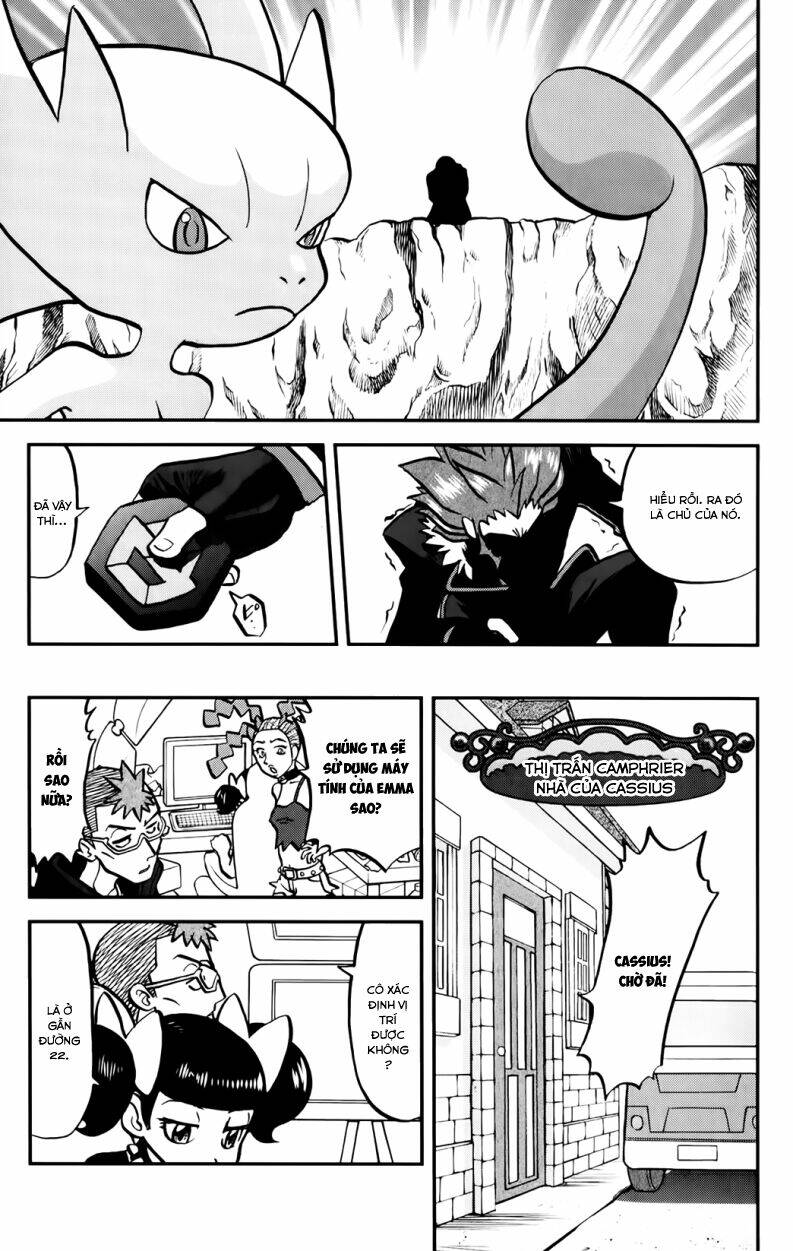 HIỂU RỒI. RA ĐÓ
LÀ CHỦ CỦA NÓ.
ĐÃ VẬY
THÌ...
THỊ TRẤN CAMPHRIER
NHÀ CỦA CASSIUS
CASSIUS!
CHỜ ĐÃ!
CHÚNG TA SẼ
SỬ DỤNG MÁY
TÍNH CỦA EMMA
SAO?
RỒI
SAO
NỮA?
CÔ XÁC
ĐỊNH VỊ
TRÍ
ĐƯỢC
KHÔNG
?
LÀ Ở
GẦN
ĐƯỜNG
22.